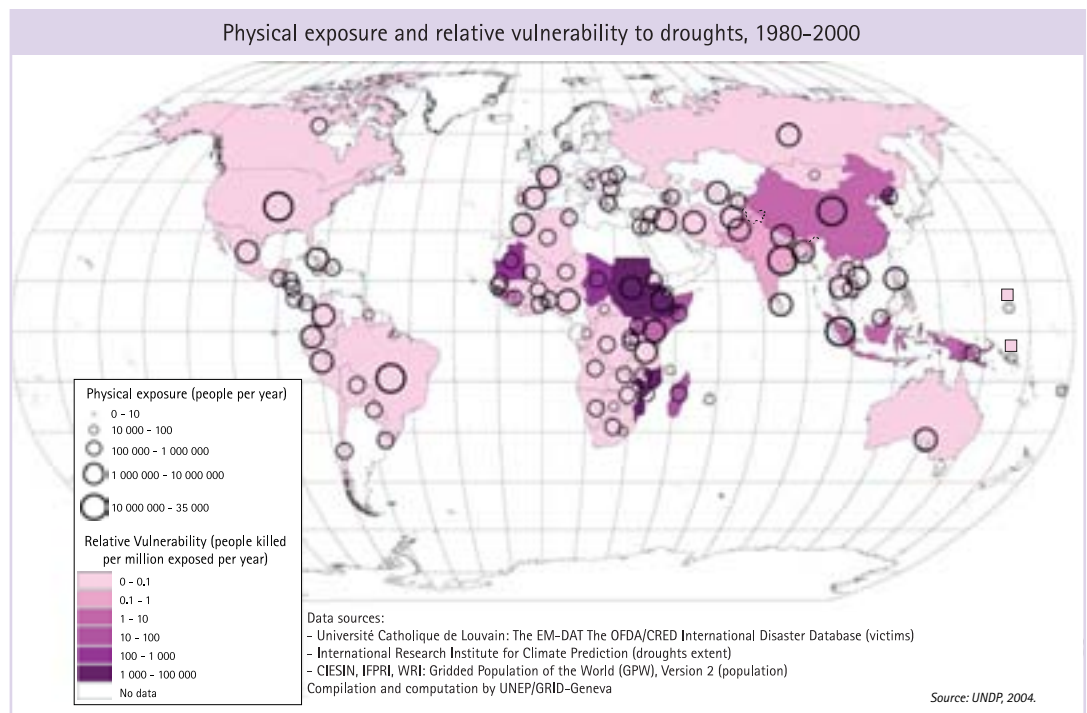 Physical exposure and relative vulnerability to droughts, 1980-2000
Physical exposure (people per year)
0 - 10
10 000 - 100
100 000 - 1 000 000
1 000 000 - 10 000 000
10 000 000 - 35 000
Relative Vulnerability (people killed
per million exposed per year)
0 - 0.1
0.1 - 1
1 - 10
10 - 100
100 - 1 000
1 000 - 100 000
No data
Data sources:
- Université Catholique de Louvain: The EM-DAT The OFDA/CRED International Disaster Database (victims)
- International Research Institute for Climate Prediction (droughts extent)
- CIESIN, IFPRI, WRI: Gridded Population of the World (GPW), Version 2 (population)
Compilation and computation by UNEP/GRID-Geneva
Source: UNDP, 2004.